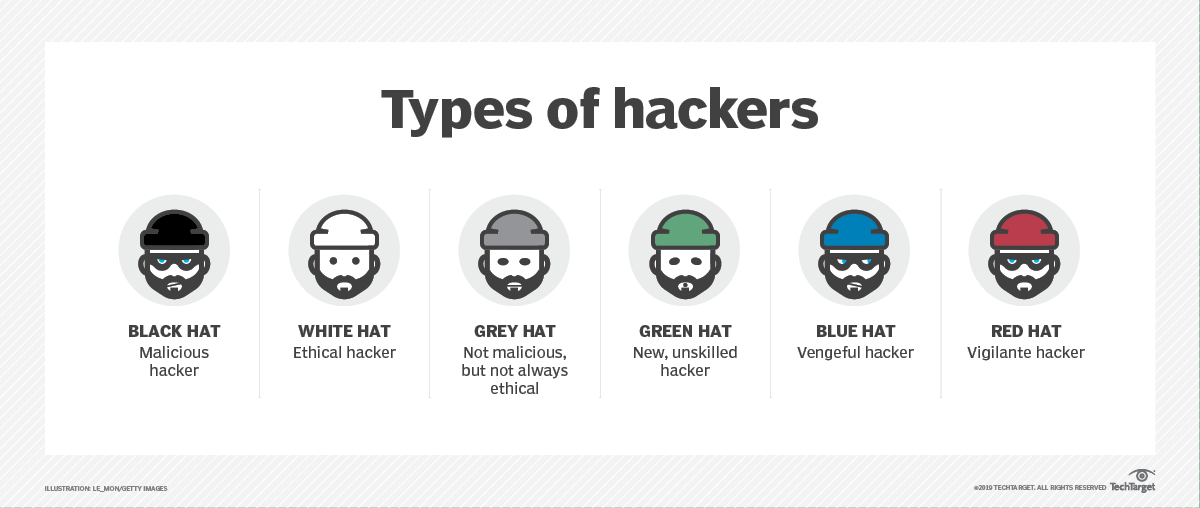 Types of hackers
BLACK HAT
Malicious
hacker
WHITE HAT
Ethical hacker
GREY HAT
Not malicious,
but not always
ethical
GREEN HAT
New, unskilled
hacker
BLUE HAT
Vengeful hacker
RED HAT
Vigilante hacker
ILLUSTRATION: LE_MON/GETTY IMAGES
©2019 TECHTARGET. ALL RIGHTS RESERVED TechTarget